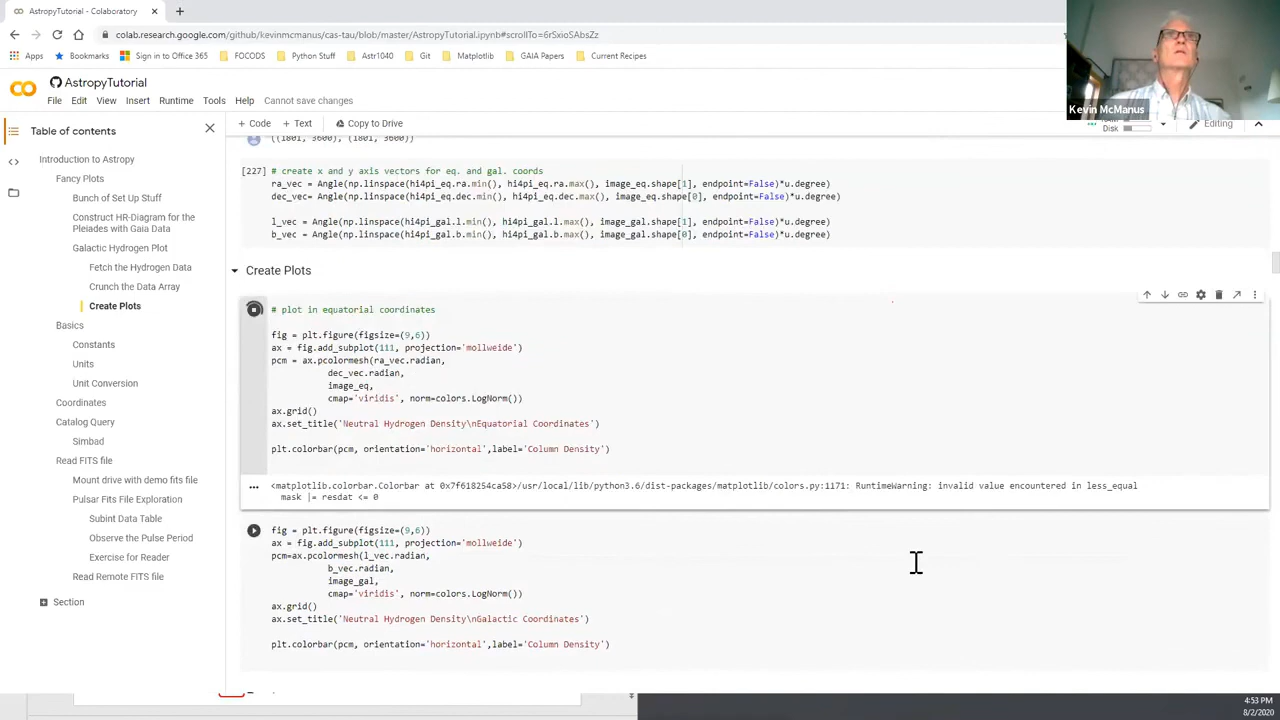 AstropyTutorial - Colaboratory
colab.research.google.com/github/kevinmcmanus/cas-tau/blob/master/AstropyTutorial.ipynb#scrollTo=6rSxioSAbsZz
Apps Bookmarks Sign in to Office 365 FOCODS Python Stuff Astr1040 Git Matplotlib GAIA Papers Current Recipes
Kevin McManus
AstropyTutorial
File Edit View Insert Runtime Tools Help Cannot save changes
Table of contents
+ Code + Text Copy to Drive
Disk
Editing
Introduction to Astropy
Fancy Plots
Bunch of Set Up Stuff
Construct HR-Diagram for the
Pleiades with Gaia Data
Galactic Hydrogen Plot
Fetch the Hydrogen Data
Crunch the Data Array
Create Plots
Basics
Constants
Units
Unit Conversion
Coordinates
Catalog Query
Simbad
Read FITS file
Mount drive with demo fits file
Pulsar Fits File Exploration
Subint Data Table
Observe the Pulse Period
Exercise for Reader
Read Remote FITS file
Section
((1801, 3600), (1801, 3600))
[227] # create x and y axis vectors for eq. and gal. coords
ra_vec = Angle(np.linspace(hi4pi_eq.ra.min(), hi4pi_eq.ra.max(), image_eq.shape[1], endpoint=False)*u.degree)
dec_vec= Angle(np.linspace(hi4pi_eq.dec.min(), hi4pi_eq.dec.max(), image_eq.shape[0], endpoint=False)*u.degree)
l_vec = Angle(np.linspace(hi4pi_gal.l.min(), hi4pi_gal.l.max(), image_gal.shape[1], endpoint=False)*u.degree)
b_vec = Angle(np.linspace(hi4pi_gal.b.min(), hi4pi_gal.b.max(), image_gal.shape[0], endpoint=False)*u.degree)
Create Plots
# plot in equatorial coordinates
fig = plt.figure(figsize=(9,6))
ax = fig.add_subplot(111, projection='mollweide')
pcm = ax.pcolormesh(ra_vec.radian,
dec_vec.radian,
image_eq,
cmap='viridis', norm=colors.LogNorm())
ax.grid()
ax.set_title('Neutral Hydrogen Density\nEquatorial Coordinates')
plt.colorbar(pcm, orientation='horizontal',label='Column Density')
<matplotlib.colorbar.Colorbar at 0x7f618254ca58>/usr/local/lib/python3.6/dist-packages/matplotlib/colors.py:1171: RuntimeWarning: invalid value encountered in less_equal
mask |= resdat <= 0
fig = plt.figure(figsize=(9,6))
ax = fig.add_subplot(111, projection='mollweide')
pcm=ax.pcolormesh(l_vec.radian,
b_vec.radian,
image_gal,
cmap='viridis', norm=colors.LogNorm())
ax.grid()
ax.set_title('Neutral Hydrogen Density\nGalactic Coordinates')
plt.colorbar(pcm, orientation='horizontal',label='Column Density')
4:53 PM
8/2/2020